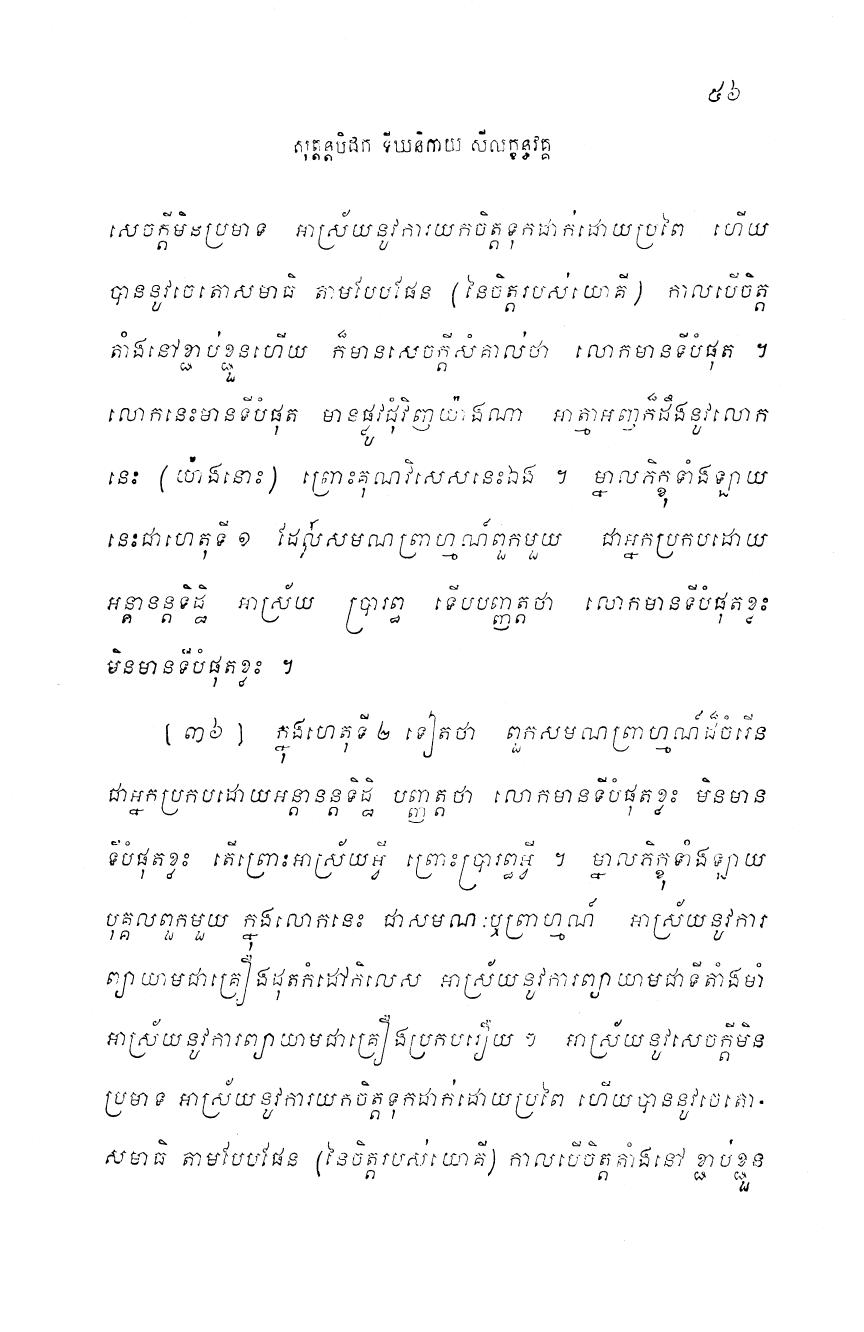 ៥៦
សុត្តន្តបិដក ទីឃនិកាយ សីលក្ខន្ធវគ្គ
សេចក្តីមិនប្រមាទ អាស្រ័យនូវការយកចិត្តទុកដាក់ដោយប្រពៃ ហើយ
បាននូវចេតោសមាធិ តាមបែបផែន (នៃចិត្តរបស់យោគី) កាលបើចិត្ត
តាំងនៅខ្ជាប់ខ្ជួនហើយ ក៏មានសេចក្តីសំគាល់ថា លោកមានទីបំផុត ។
លោកនេះមានទីបំផុត មានផ្លូវជុំវិញយ៉ាងណា អាត្មាអញក៏ដឹងនូវលោក
នេះ (យ៉ាងនោះ) ព្រោះគុណវិសេសនេះឯង ។ ម្នាលភិក្ខុទាំងឡាយ
នេះជាហេតុទី ១ ដែលសមណព្រាហ្មណ៍ពួកមួយ ជាអ្នកប្រកបដោយ
អន្តានន្តទិដ្ឋិ អាស្រ័យ ប្រារព្ធ ទើបបញ្ញត្តថា លោកមានទីបំផុតខ្លះ
មិនមានទីបំផុតខ្លះ ។
[៣៦] ក្នុងហេតុទី ២ ទៀតថា ពួកសមណព្រាហ្មណ៍ដ៏ចំរើន
ជាអ្នកប្រកបដោយអន្តានន្តទិដ្ឋិ បញ្ញត្តថា លោកមានទីបំផុតខ្លះ មិនមាន
ទីបំផុតខ្លះ តើព្រោះអាស្រ័យអ្វី ព្រោះប្រារព្ធអ្វី ។ ម្នាលភិក្ខុទាំងឡាយ
បុគ្គលពួកមួយ ក្នុងលោកនេះ ជាសមណៈឬព្រាហ្មណ៍ អាស្រ័យនូវការ
ព្យាយាមជាគ្រឿងដុតកំដៅកិលេស អាស្រ័យនូវការព្យាយាមជាទីតាំងមាំ
អាស្រ័យនូវការព្យាយាមជាគ្រឿងប្រកបរឿយ ៗ អាស្រ័យនូវសេចក្តីមិន
ប្រមាទ អាស្រ័យនូវការយកចិត្តទុកដាក់ដោយប្រពៃ ហើយបាននូវចេតោ-
សមាធិ តាមបែបផែន (នៃចិត្តរបស់យោគី) កាលបើចិត្តតាំងនៅ ខ្ជាប់ខ្ជួន